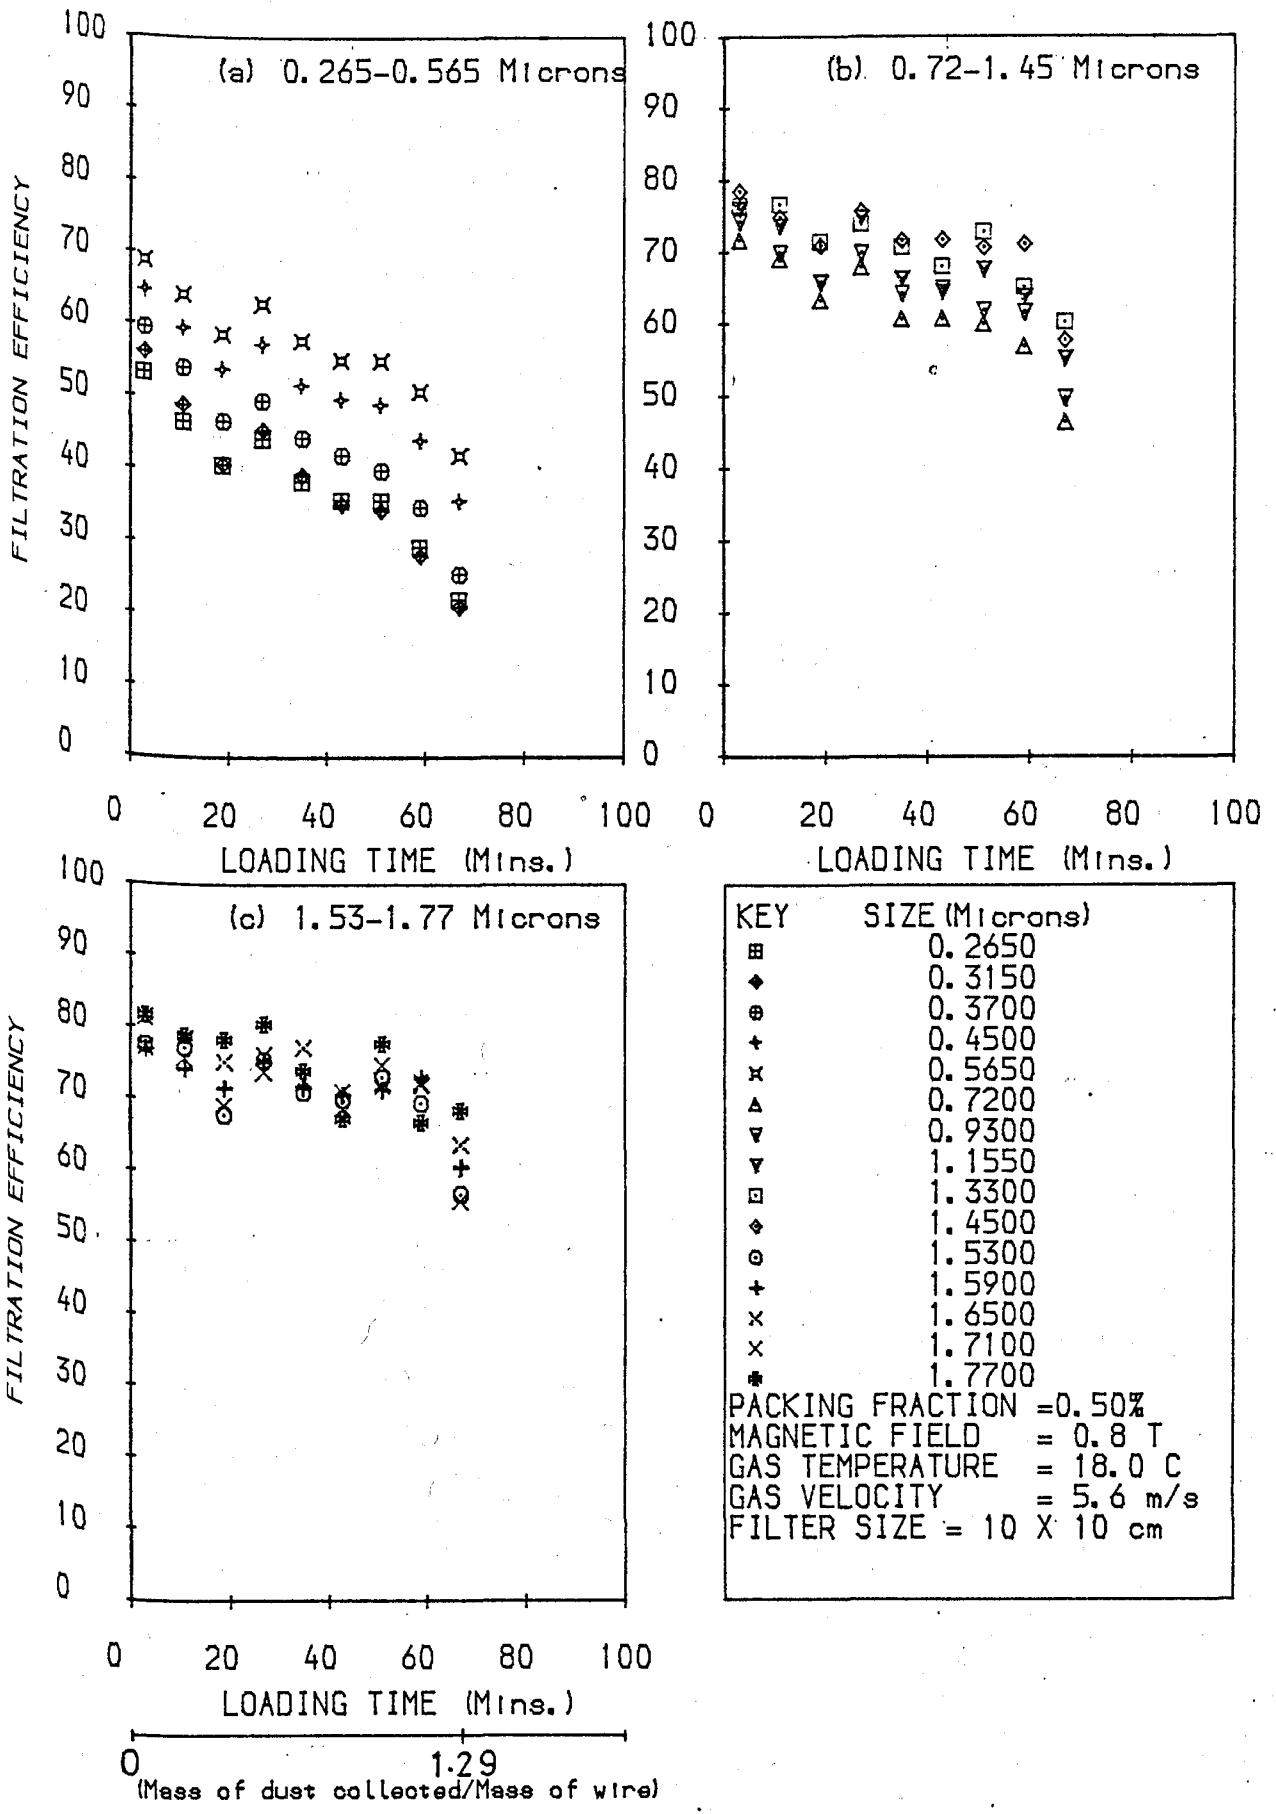 (a) 0.265-0.565 Microns
100
90
80
70
60
50
40
30
20
10
0
FILTRATION EFFICIENCY
0 20 40 60 80 100
LOADING TIME (Mins.)
(b) 0.72-1.45 Microns
100
90
80
70
60
50
40
30
20
10
0
0 20 40 60 80 100
LOADING TIME (Mins.)
(c) 1.53-1.77 Microns
100
90
80
70
60
50
40
30
20
10
0
FILTRATION EFFICIENCY
0 20 40 60 80 100
LOADING TIME (Mins.)
0 1.29
(Mass of dust collected/Mass of wire)
KEY SIZE (Microns)
0.2650
0.3150
0.3700
0.4500
0.5650
0.7200
0.9300
1.1550
1.3300
1.4500
1.5300
1.5900
1.6500
1.7100
1.7700
PACKING FRACTION =0.50%
MAGNETIC FIELD = 0.8 T
GAS TEMPERATURE = 18.0 C
GAS VELOCITY = 5.6 m/s
FILTER SIZE = 10 X 10 cm